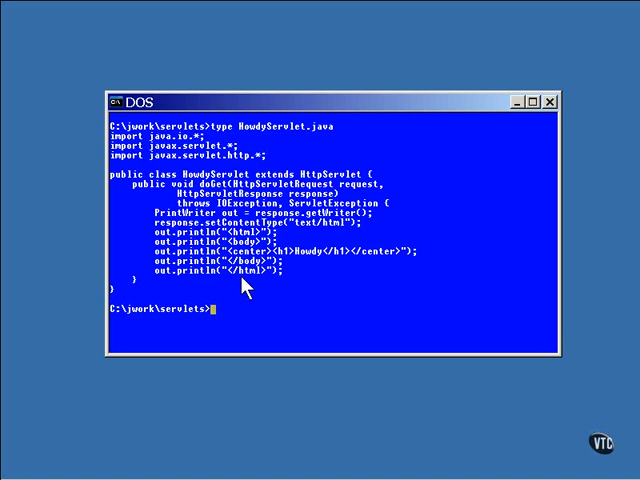 DOS
C:\jwork\servlets>type HowdyServlet.java
import java.io.*;
import javax.servlet.*;
import javax.servlet.http.*;
public class HowdyServlet extends HttpServlet {
public void doGet(HttpServletRequest request,
HttpServletResponse response)
throws IOException, ServletException {
PrintWriter out = response.getWriter();
response.setContentType("text/html");
out.println("<html>");
out.println("<body>");
out.println("<center><h1>Howdy</h1></center>");
out.println("</body>");
out.println("</html>");
}
}
C:\jwork\servlets>
VTC